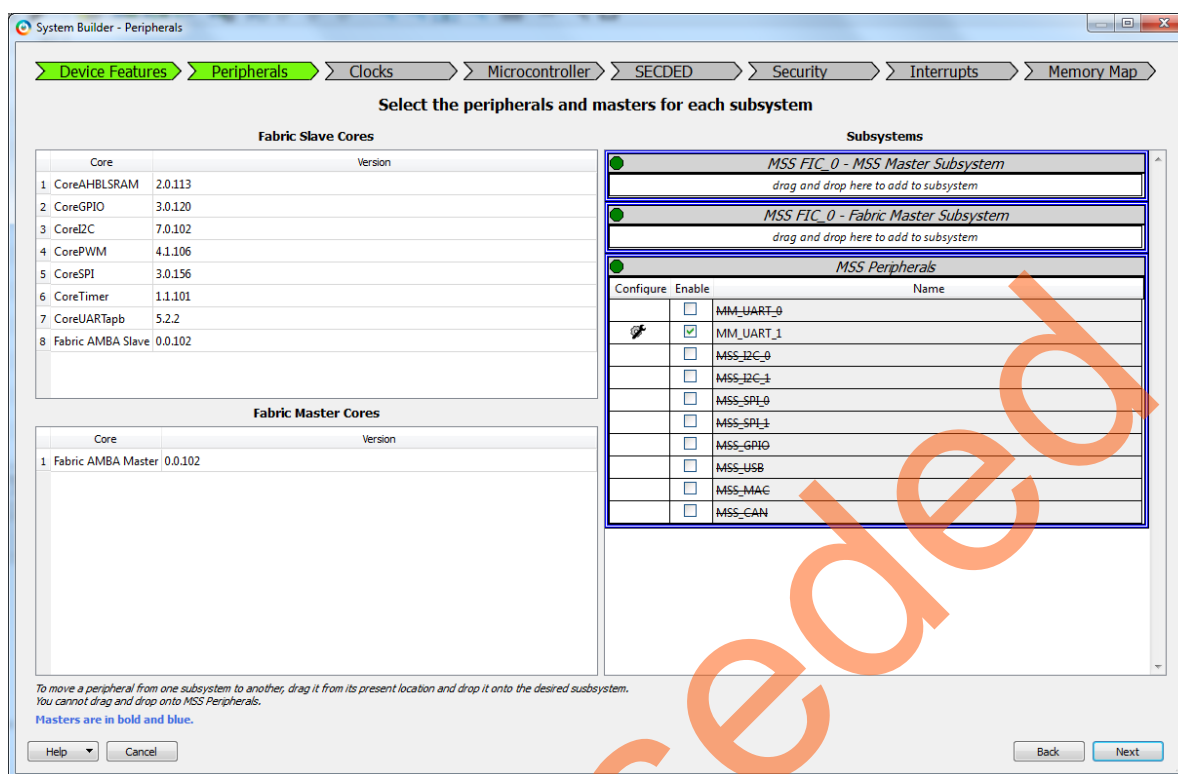 System Builder - Peripherals
Device Features Peripherals Clocks Microcontroller SECDED Security Interrupts Memory Map
Select the peripherals and masters for each subsystem
Fabric Slave Cores
Core Version
1 CoreAHBLSRAM 2.0.113
2 CoreGPIO 3.0.120
3 CoreI2C 7.0.102
4 CorePWM 4.1.106
5 CoreSPI 3.0.156
6 CoreTimer 1.1.101
7 CoreUARTapb 5.2.2
8 Fabric AMBA Slave 0.0.102
Fabric Master Cores
Core Version
1 Fabric AMBA Master 0.0.102
Subsystems
MSS FIC_0 - MSS Master Subsystem
drag and drop here to add to subsystem
MSS FIC_0 - Fabric Master Subsystem
drag and drop here to add to subsystem
MSS Peripherals
Configure Enable Name
MM_UART_0
MM_UART_1
MSS_I2C_0
MSS_I2C_1
MSS_SPI_0
MSS_SPI_1
MSS_GPIO
MSS_USB
MSS_MAC
MSS_CAN
To move a peripheral from one subsystem to another, drag it from its present location and drop it onto the desired susbsystem.
You cannot drag and drop onto MSS Peripherals.
Masters are in bold and blue.
Help Cancel Back Next
ceded